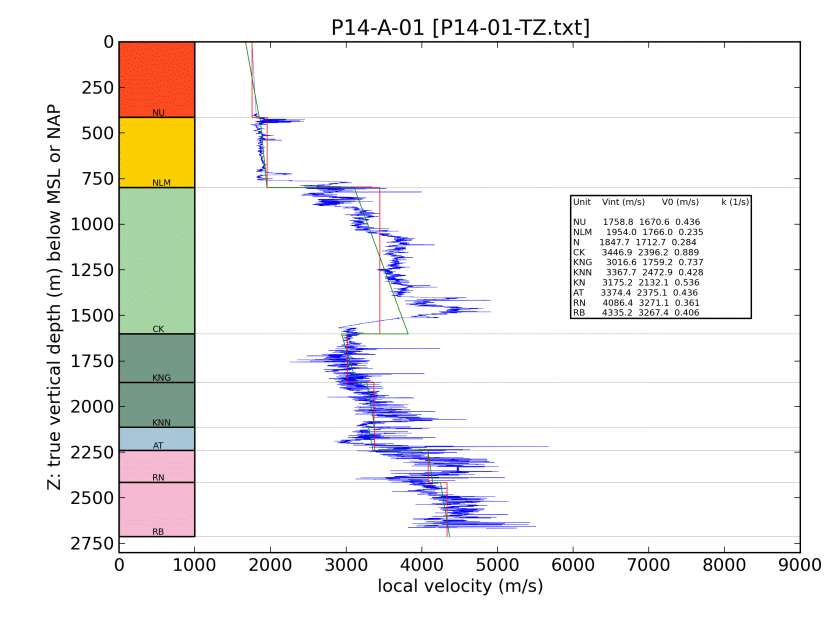 P14-A-01 [P14-01-TZ.txt]
Z: true vertical depth (m) below MSL or NAP
0
250
500
750
1000
1250
1500
1750
2000
2250
2500
2750
NU
NLM
CK
KNG
KNN
AT
RN
RB
Unit Vint (m/s) V0 (m/s) k (1/s)
NU 1758.8 1670.6 0.436
NLM 1954.0 1766.0 0.235
N 1847.7 1712.7 0.284
CK 3446.9 2396.2 0.889
KNG 3016.6 1759.2 0.737
KNN 3367.7 2472.9 0.428
KN 3175.2 2132.1 0.536
AT 3374.4 2375.1 0.436
RN 4086.4 3271.1 0.361
RB 4335.2 3267.4 0.406
0 1000 2000 3000 4000 5000 6000 7000 8000 9000
local velocity (m/s)